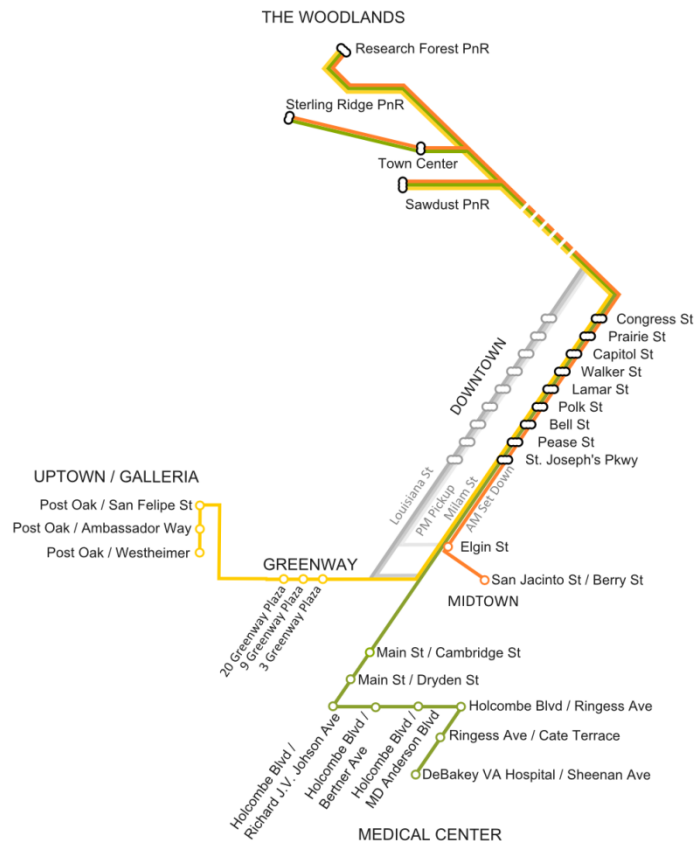 THE WOODLANDS
Research Forest PnR
Sterling Ridge PnR
Town Center
Sawdust PnR
Congress St
Prairie St
Capitol St
Walker St
Lamar St
Polk St
Bell St
Pease St
St. Joseph's Pkwy
DOWNTOWN
Louisiana St
PM Pickup
Milam St
AM Set Down
UPTOWN / GALLERIA
Post Oak / San Felipe St
Post Oak / Ambassador Way
Post Oak / Westheimer
GREENWAY
20 Greenway Plaza
9 Greenway Plaza
3 Greenway Plaza
Elgin St
San Jacinto St / Berry St
MIDTOWN
Main St / Cambridge St
Main St / Dryden St
Holcombe Blvd /
Richard J.V. Johson Ave
Holcombe Blvd /
Bertner Ave
Holcombe Blvd /
MD Anderson Blvd
Holcombe Blvd / Ringess Ave
Ringess Ave / Cate Terrace
DeBakey VA Hospital / Sheenan Ave
MEDICAL CENTER